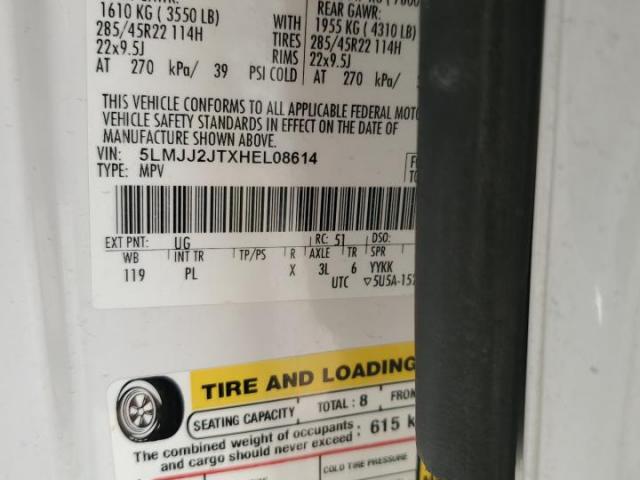 1610 KG ( 3550 LB) WITH 1955 KG ( 4310 LB)
REAR GAWR:
285/45R22 114H TIRES 285/45R22 114H
22x9.5J RIMS 22x9.5J
AT 270 kPa/ 39 PSI COLD AT 270 kPa/
THIS VEHICLE CONFORMS TO ALL APPLICABLE FEDERAL
VEHICLE SAFETY STANDARDS IN EFFECT ON THE DATE OF
MANUFACTURE SHOWN ABOVE.
VIN: 5LMJJ2JTXHEL08614
TYPE: MPV
EXT PNT: UG RC: 51 DSO:
WB INT TR TP/PS R AXLE TR SPR
119 PL X 3L 6 YYKK
UTC ▽5U5A-152
TIRE AND LOADING
SEATING CAPACITY TOTAL : 8
The combined weight of occupants : 615
and cargo should never exceed
COLD TIRE PRESSURE